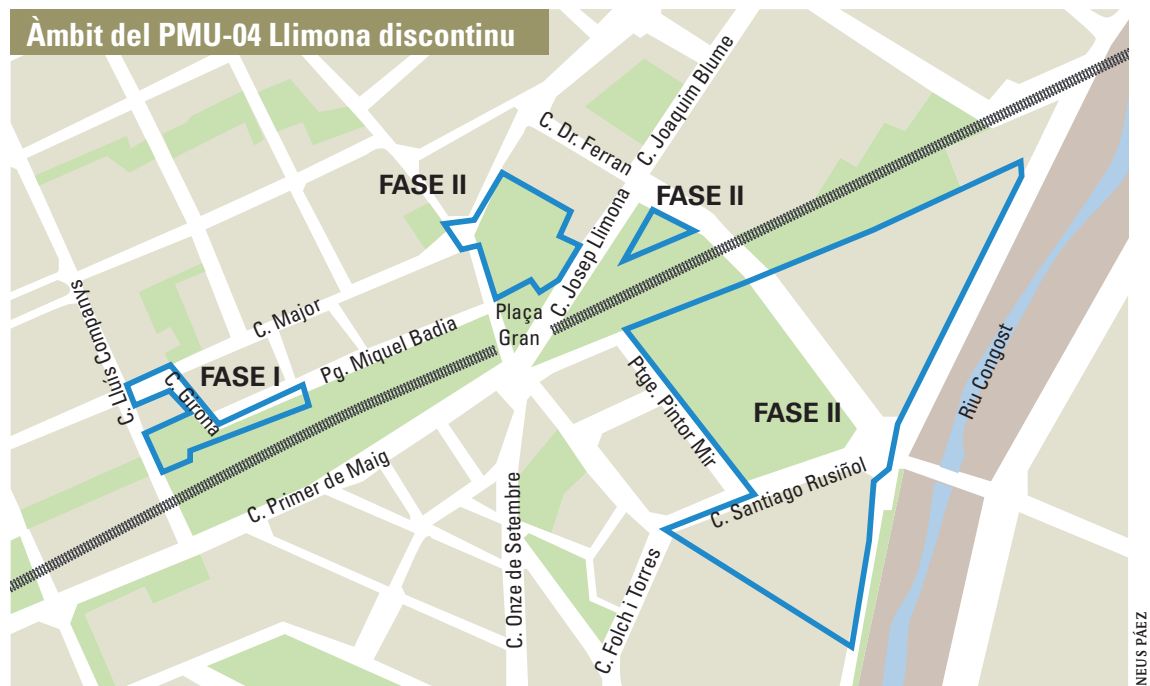 Àmbit del PMU-04 Llimona discontinu
C. Joaquim Blume
C. Dr. Ferran
FASE II
FASE II
C. Josep Llimona
C. Lluís Companys
C. Major
Plaça
Gran
Pg. Miquel Badia
FASE I
C. Girona
Riu Congost
Ptge. Pintor Mir
FASE II
C. Primer de Maig
C. Santiago Rusiñol
C. Onze de Setembre
C. Folch i Torres
NEUS PÁEZ